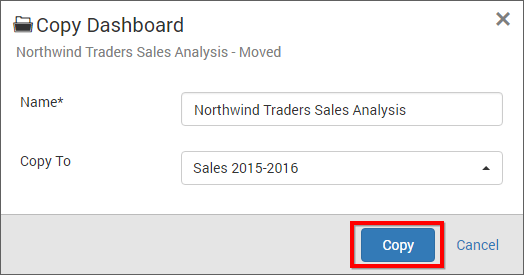 Copy Dashboard
Northwind Traders Sales Analysis - Moved
Name*
Northwind Traders Sales Analysis
Copy To
Sales 2015-2016
Copy
Cancel